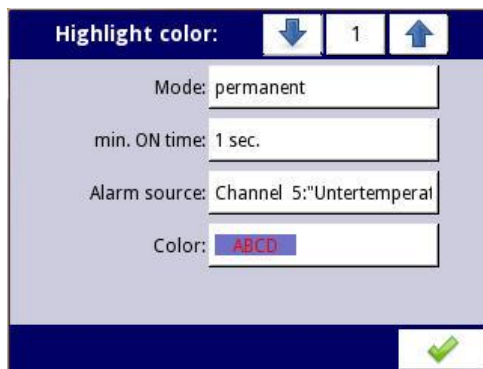 Highlight color: 1
Mode: permanent
min. ON time: 1 sec.
Alarm source: Channel 5:"Untertemperat
Color: ABCD